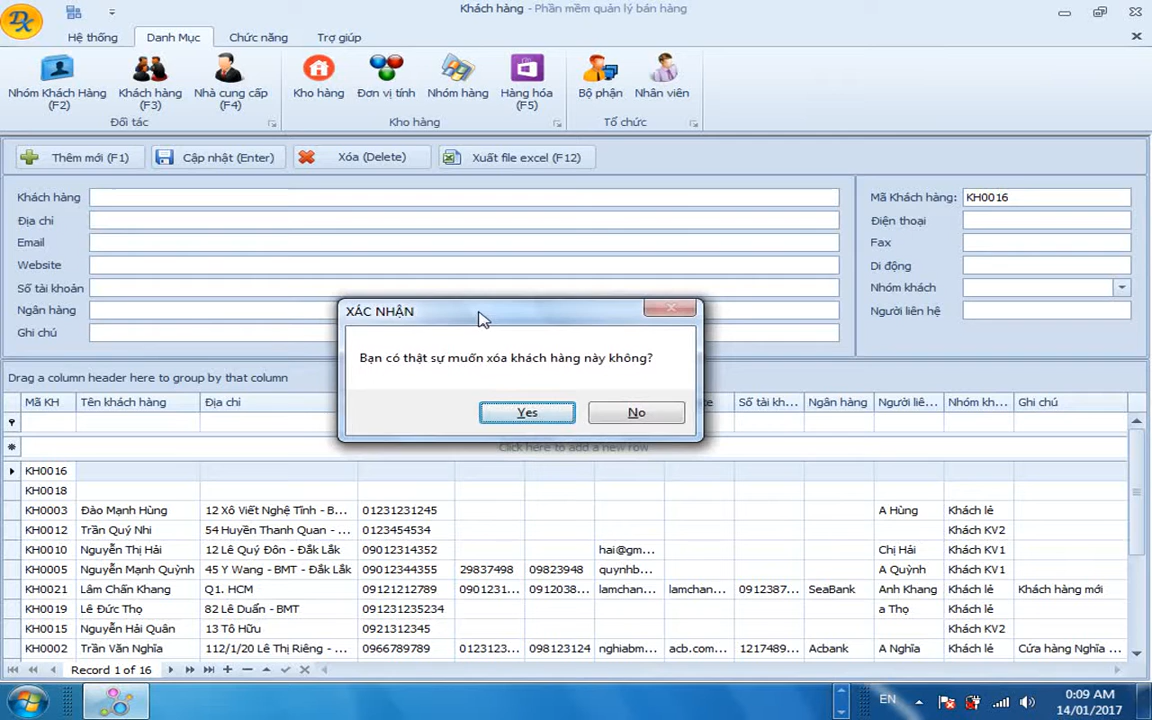 Khách hàng - Phần mềm quản lý bán hàng
Hệ thống Danh Mục Chức năng Trợ giúp
Nhóm Khách Hàng (F2) Khách hàng (F3) Nhà cung cấp (F4) Kho hàng Đơn vị tính Nhóm hàng Hàng hóa (F5) Bộ phận Nhân viên
Đối tác Kho hàng Tổ chức
Thêm mới (F1) Cập nhật (Enter) Xóa (Delete) Xuất file excel (F12)
Khách hàng Mã Khách hàng: KH0016
Địa chỉ Điện thoại
Email Fax
Website Di động
Số tài khoản Nhóm khách
Ngân hàng Người liên hệ
Ghi chú
XÁC NHẬN
Bạn có thật sự muốn xóa khách hàng này không?
Yes No
Drag a column header here to group by that column
Mã KH Tên khách hàng Địa chỉ Số tài kh... Ngân hàng Người liê... Nhóm kh... Ghi chú
Click here to add a new row
KH0016
KH0018
KH0003 Đào Mạnh Hùng 12 Xô Viết Nghệ Tĩnh - B... 01231231245 A Hùng Khách lẻ
KH0012 Trần Quý Nhi 54 Huyền Thanh Quan - ... 0123454534 Khách KV2
KH0010 Nguyễn Thị Hải 12 Lê Quý Đôn - Đắk Lắk 09012314352 hai@gm... Chị Hải Khách KV1
KH0005 Nguyễn Mạnh Quỳnh 45 Y Wang - BMT - Đắk Lắk 09012344355 29837498 09823948 quynhb... A Quỳnh Khách KV1
KH0021 Lâm Chấn Khang Q1. HCM 09121212789 0901231... 0912038... lamchan... lamchan... 0912387... SeaBank Anh Khang Khách lẻ Khách hàng mới
KH0019 Lê Đức Thọ 82 Lê Duẩn - BMT 091231235234 a Thọ Khách lẻ
KH0015 Nguyễn Hải Quân 13 Tô Hữu 0921312345 Khách KV2
KH0002 Trần Văn Nghĩa 112/1/20 Lê Thị Riêng - ... 0966789789 0123123... 098123124 nghiabm... acb.com... 1217489... Acbank A Nghĩa Khách lẻ Cửa hàng Nghĩa ...
Record 1 of 16
EN 0:09 AM
14/01/2017